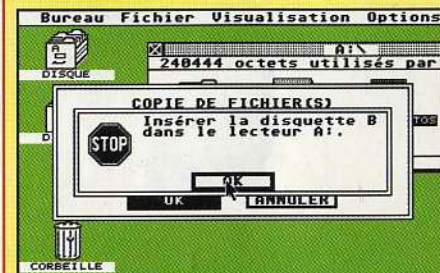 Bureau Fichier Visualisation Options
A:\
240444 octets utilisés par
DISQUE
COPIE DE FICHIER(S)
Insérer la disquette B
dans le lecteur A:.
STOP
OK
OK
ANNULER
TOS
D
CORBEILLE